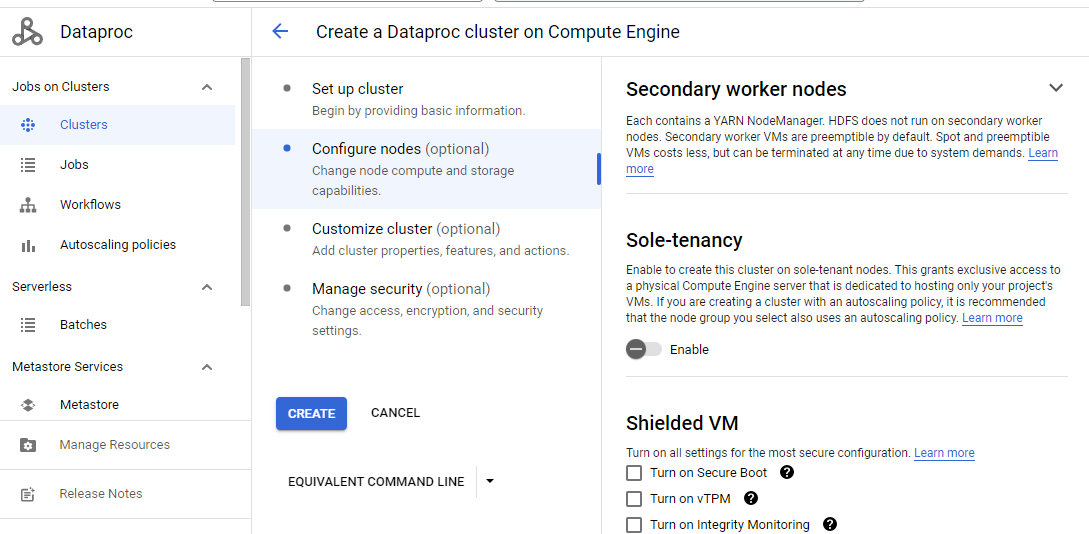 Dataproc
Create a Dataproc cluster on Compute Engine
Jobs on Clusters
Clusters
Jobs
Workflows
Autoscaling policies
Serverless
Batches
Metastore Services
Metastore
Manage Resources
Release Notes
Set up cluster
Begin by providing basic information.
Configure nodes (optional)
Change node compute and storage
capabilities.
Customize cluster (optional)
Add cluster properties, features, and actions.
Manage security (optional)
Change access, encryption, and security
settings.
CREATE
CANCEL
EQUIVALENT COMMAND LINE
Secondary worker nodes
Each contains a YARN NodeManager. HDFS does not run on secondary worker
nodes. Secondary worker VMs are preemptible by default. Spot and preemptible
VMs costs less, but can be terminated at any time due to system demands. Learn
more
Sole-tenancy
Enable to create this cluster on sole-tenant nodes. This grants exclusive access to
a physical Compute Engine server that is dedicated to hosting only your project's
VMs. If you are creating a cluster with an autoscaling policy, it is recommended
that the node group you select also uses an autoscaling policy. Learn more
Enable
Shielded VM
Turn on all settings for the most secure configuration. Learn more
Turn on Secure Boot
Turn on vTPM
Turn on Integrity Monitoring